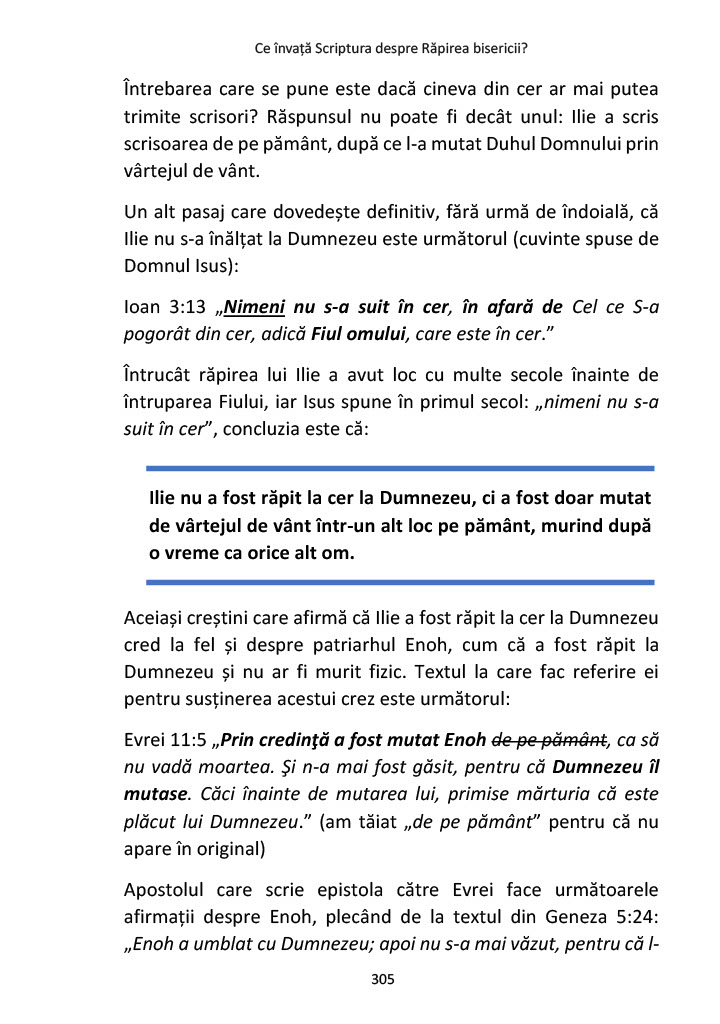 Ce învață Scriptura despre Răpirea bisericii?
Întrebarea care se pune este dacă cineva din cer ar mai putea
trimite scrisori? Răspunsul nu poate fi decât unul: Ilie a scris
scrisoarea de pe pământ, după ce l-a mutat Duhul Domnului prin
vârtejul de vânt.
Un alt pasaj care dovedește definitiv, fără urmă de îndoială, că
Ilie nu s-a înălțat la Dumnezeu este următorul (cuvinte spuse de
Domnul Isus):
Ioan 3:13 „Nimeni nu s-a suit în cer, în afară de Cel ce S-a
pogorât din cer, adică Fiul omului, care este în cer.”
Întrucât răpirea lui Ilie a avut loc cu multe secole înainte de
întruparea Fiului, iar Isus spune în primul secol: „nimeni nu s-a
suit în cer”, concluzia este că:
Ilie nu a fost răpit la cer la Dumnezeu, ci a fost doar mutat
de vârtejul de vânt într-un alt loc pe pământ, murind după
o vreme ca orice alt om.
Aceiași creștini care afirmă că Ilie a fost răpit la cer la Dumnezeu
cred la fel și despre patriarhul Enoh, cum că a fost răpit la
Dumnezeu și nu ar fi murit fizic. Textul la care fac referire ei
pentru susținerea acestui crez este următorul:
Evrei 11:5 „Prin credinţă a fost mutat Enoh de pe pământ, ca să
nu vadă moartea. Şi n-a mai fost găsit, pentru că Dumnezeu îl
mutase. Căci înainte de mutarea lui, primise mărturia că este
plăcut lui Dumnezeu.” (am tăiat „de pe pământ” pentru că nu
apare în original)
Apostolul care scrie epistola către Evrei face următoarele
afirmații despre Enoh, plecând de la textul din Geneza 5:24:
„Enoh a umblat cu Dumnezeu; apoi nu s-a mai văzut, pentru că l-
305